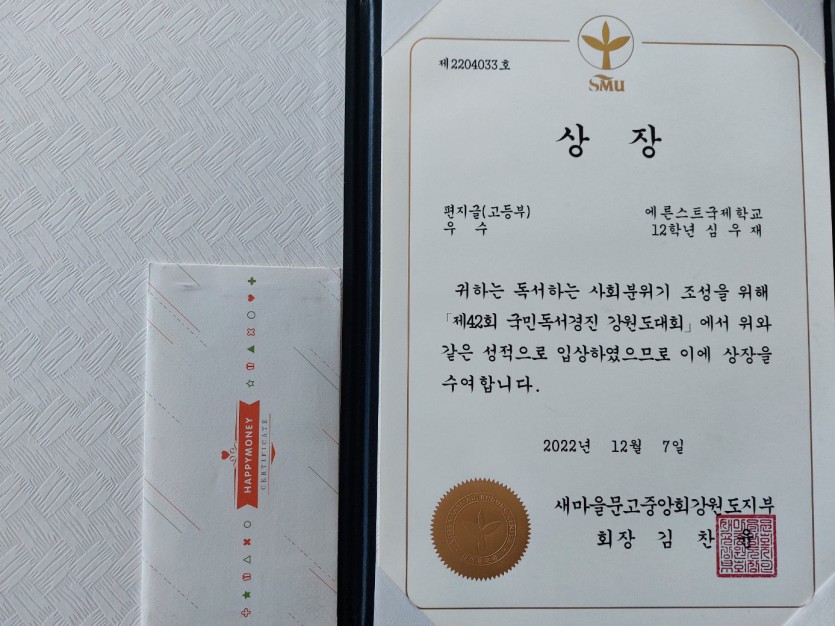 제2204033호
SMU
상 장
편지글(고등부)
우 수
에른스트국제학교
12학년 심 우 재
귀하는 독서하는 사회분위기 조성을 위해
「제42회 국민독서경진 강원도대회」에서 위와
같은 성적으로 입상하였으므로 이에 상장을
수여합니다.
2022년 12월 7일
새마을문고중앙회강원도지부
회장 김 찬
HAPPYMONEY
CERTIFICATE